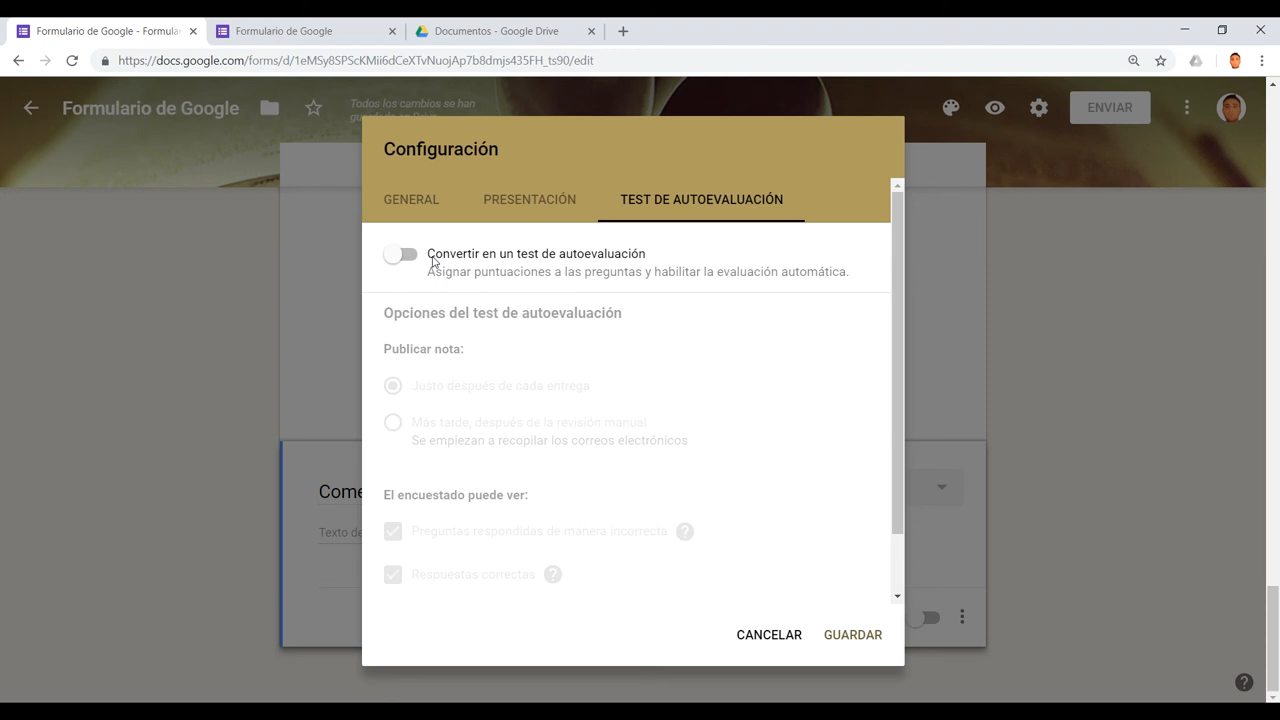 Formulario de Google - Formular
Formulario de Google
Documentos - Google Drive
https://docs.google.com/forms/d/1eMSy8SPScKMii6dCeXTvNuojAp7b8dmjs435FH_ts90/edit
Formulario de Google
Todos los cambios se han
ENVIAR
Configuración
GENERAL
PRESENTACIÓN
TEST DE AUTOEVALUACIÓN
Convertir en un test de autoevaluación
Asignar puntuaciones a las preguntas y habilitar la evaluación automática.
Opciones del test de autoevaluación
Publicar nota:
Justo después de cada entrega
Más tarde, después de la revisión manual
Se empiezan a recopilar los correos electrónicos
El encuestado puede ver:
Preguntas respondidas de manera incorrecta
Respuestas correctas
Come
Texto de
CANCELAR
GUARDAR